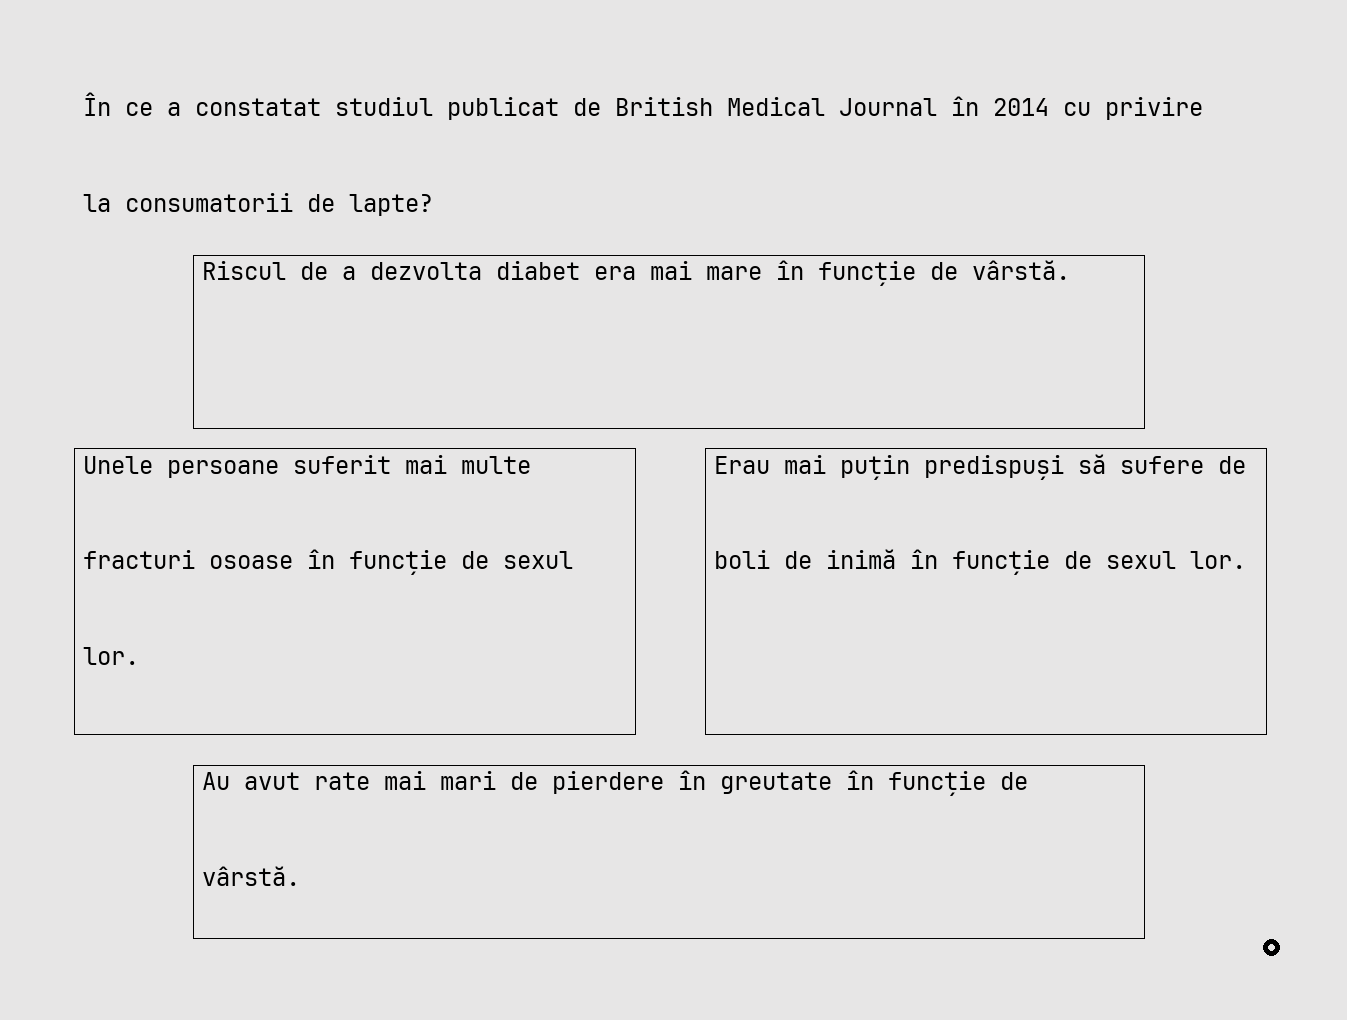 În ce a constatat studiul publicat de British Medical Journal în 2014 cu privire
la consumatorii de lapte?
Riscul de a dezvolta diabet era mai mare în funcție de vârstă.
Unele persoane suferit mai multe
fracturi osoase în funcție de sexul
lor.
Erau mai puțin predispuși să sufere de
boli de inimă în funcție de sexul lor.
Au avut rate mai mari de pierdere în greutate în funcție de
vârstă.